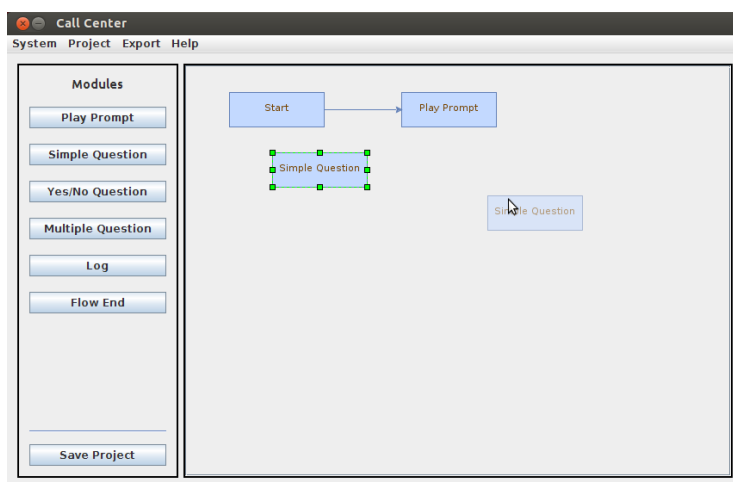 Call Center
System Project Export Help
Modules
Play Prompt
Simple Question
Yes/No Question
Multiple Question
Log
Flow End
Save Project
Start
Play Prompt
Simple Question
Simple Question